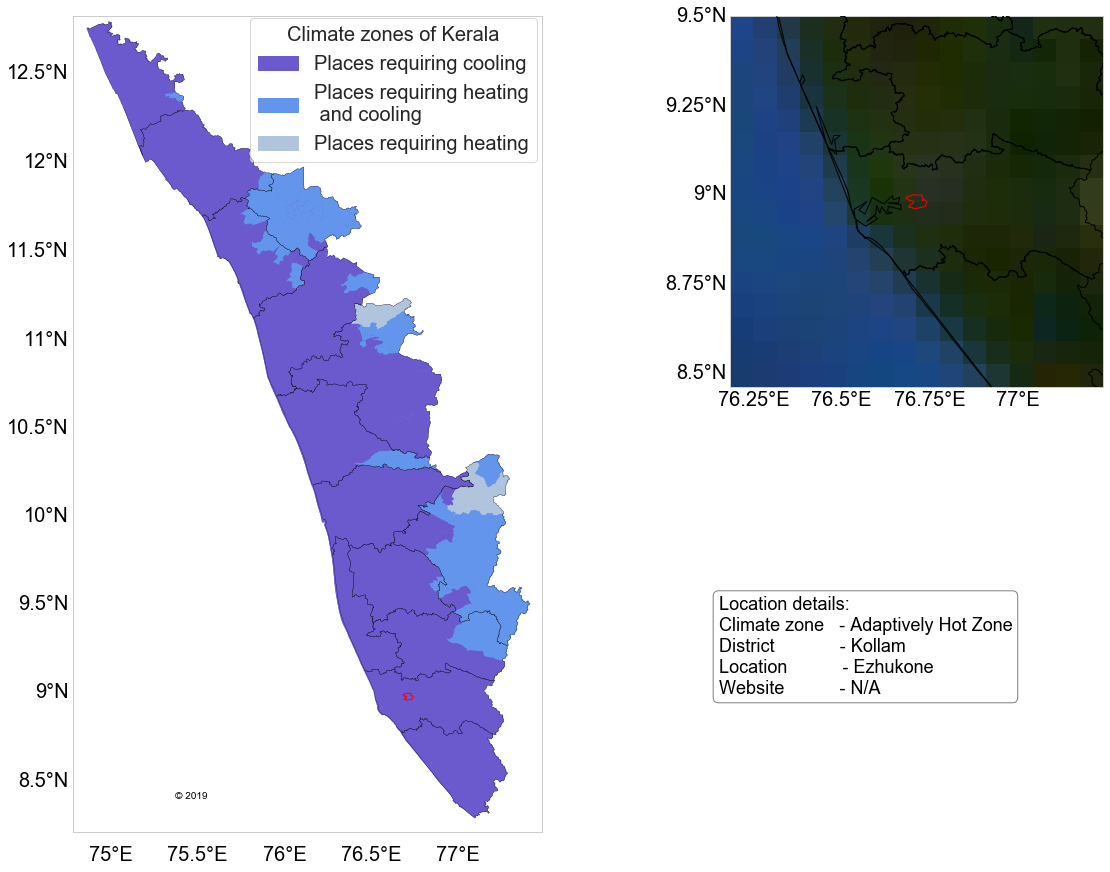 Climate zones of Kerala
Places requiring cooling
Places requiring heating
and cooling
Places requiring heating
12.5°N
12°N
11.5°N
11°N
10.5°N
10°N
9.5°N
9°N
8.5°N
75°E 75.5°E 76°E 76.5°E 77°E
© 2019
9.5°N
9.25°N
9°N
8.75°N
8.5°N
76.25°E 76.5°E 76.75°E 77°E
Location details:
Climate zone - Adaptively Hot Zone
District - Kollam
Location - Ezhukone
Website - N/A